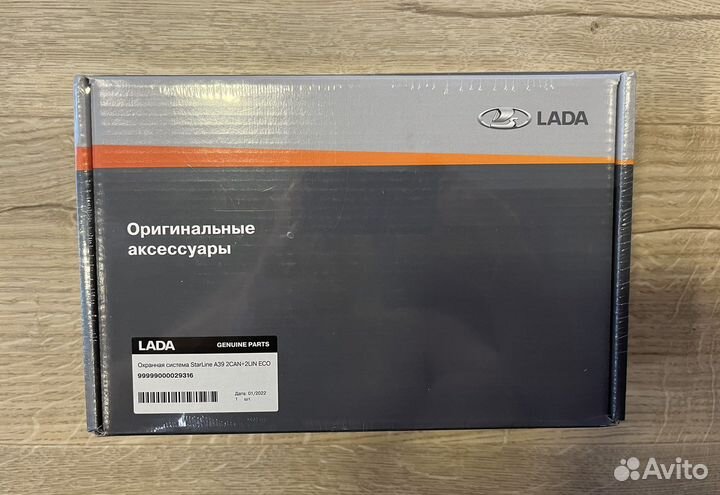 LADA
Оригинальные
аксессуары
LADA GENUINE PARTS
Охранная система StarLine A39 2CAN+2LIN ECO
99999000029316
Дата: 01/2022
1 шт.
Avito